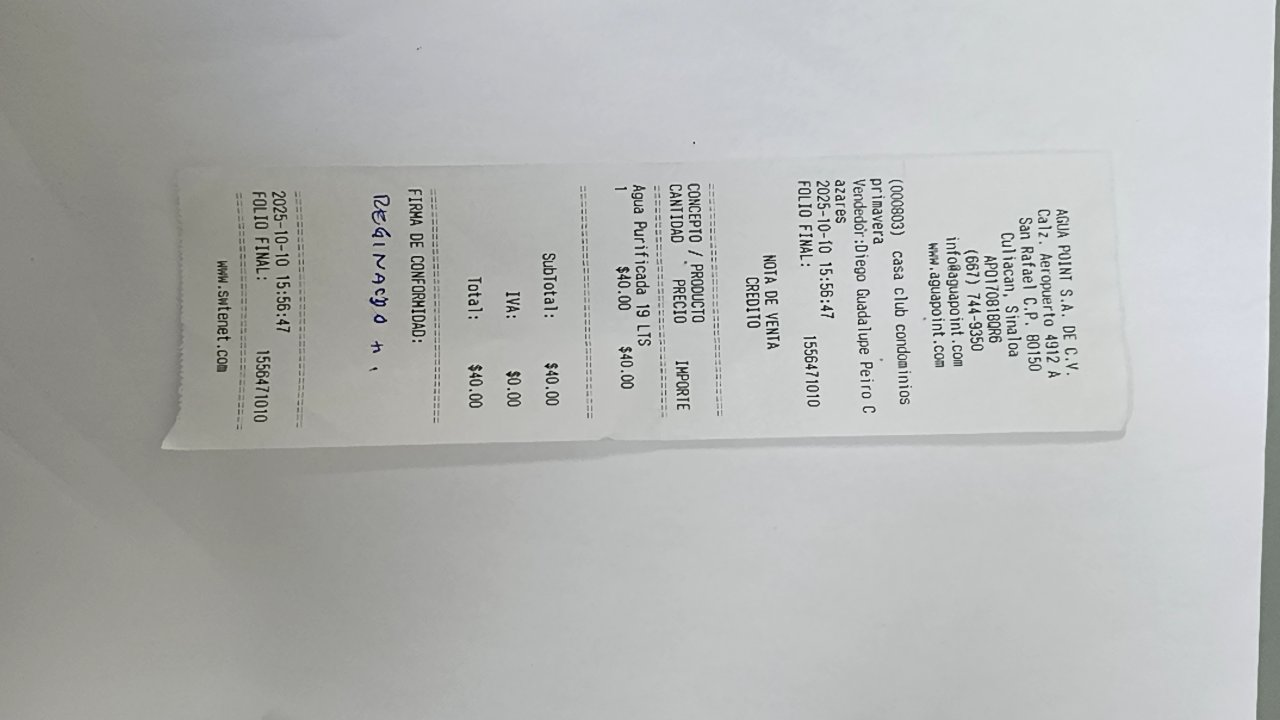 AGUA POINT S.A. DE C.V.
Calz. Aeropuerto 4912 A
San Rafael C.P. 80150
Culiacan, Sinaloa
APO170818QR6
(667) 744-9350
info@aguapoint.com
www.aguapoint.com
(000803) casa club condominios
primavera
Vendedor:Diego Guadalupe Peiro C
azares
2025-10-10 15:56:47
FOLIO FINAL: 1556471010
NOTA DE VENTA
CREDITO
CONCEPTO / PRODUCTO
CANTIDAD PRECIO IMPORTE
Agua Purificada 19 LTS
1 $40.00 $40.00
SubTotal: $40.00
IVA: $0.00
Total: $40.00
FIRMA DE CONFORMIDAD:
2025-10-10 15:56:47
FOLIO FINAL: 1556471010
www.swtenet.com